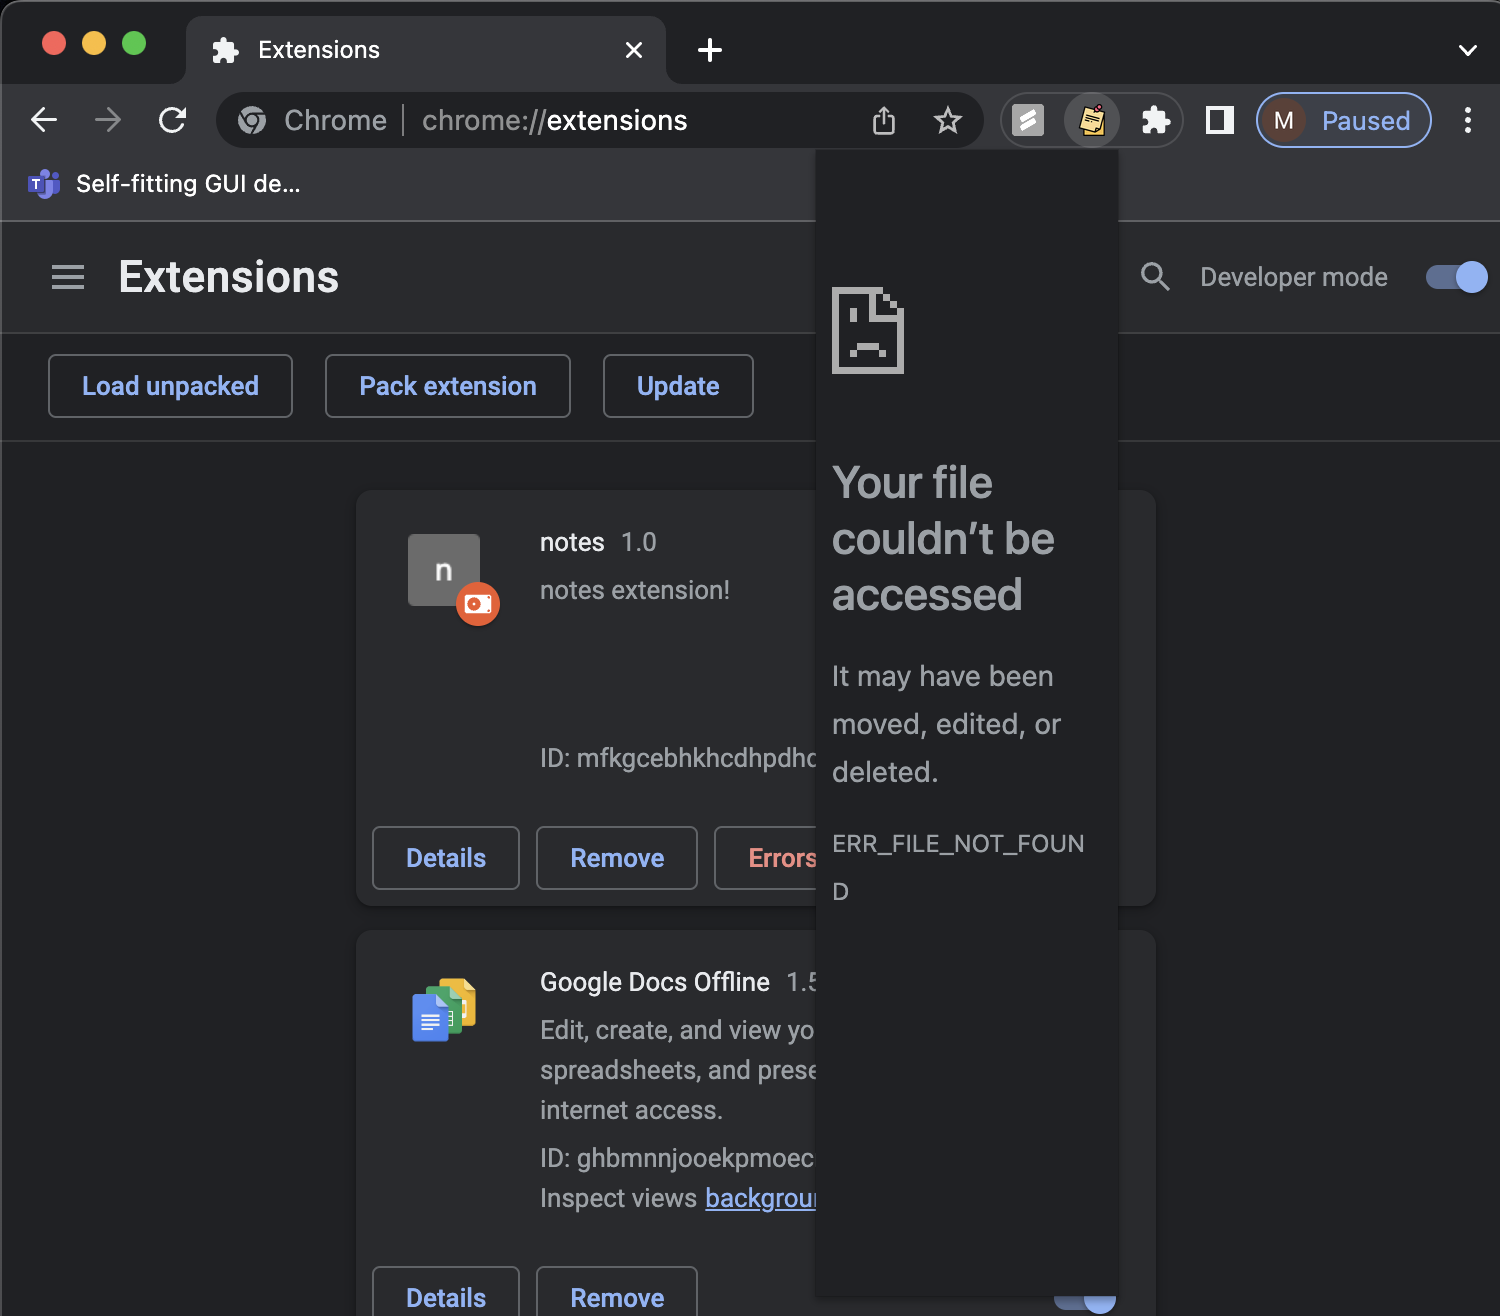 Extensions
Chrome chrome://extensions
M Paused
T Self-fitting GUI de...
Extensions
Developer mode
Load unpacked Pack extension Update
Your file
couldn’t be
accessed
It may have been
moved, edited, or
deleted.
ERR_FILE_NOT_FOUN
D
n
notes 1.0
notes extension!
ID: mfkgcebhkhcdhpdhc
Details Remove Errors
Google Docs Offline 1.5
Edit, create, and view yo
spreadsheets, and prese
internet access.
ID: ghbmnnjooekpmoec
Inspect views backgrou
Details Remove